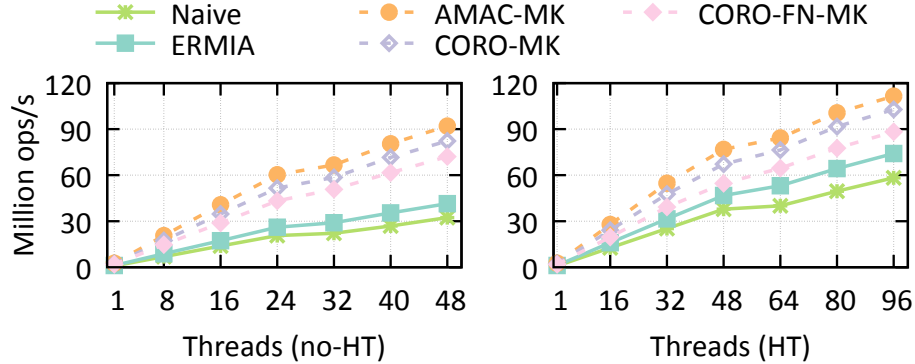 Naive AMAC-MK CORO-FN-MK
ERMIA CORO-MK
Million ops/s
120
90
60
30
0
1 8 16 24 32 40 48
Threads (no-HT)
120
90
60
30
0
1 16 32 48 64 80 96
Threads (HT)